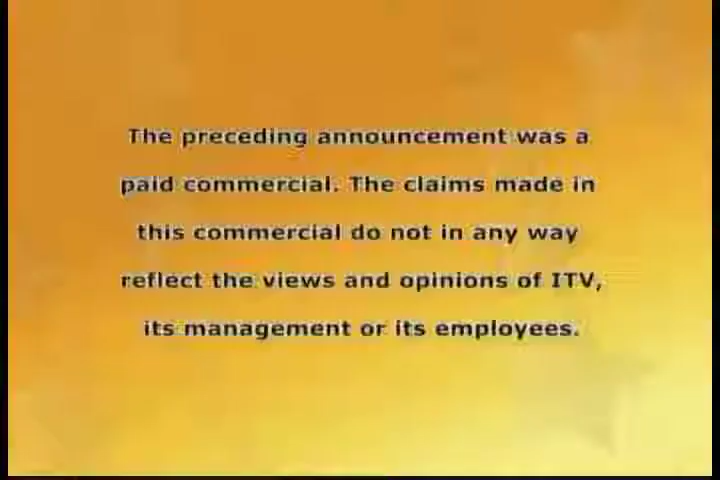 The preceding announcement was a
paid commercial. The claims made in
this commercial do not in any way
reflect the views and opinions of ITV,
its management or its employees.